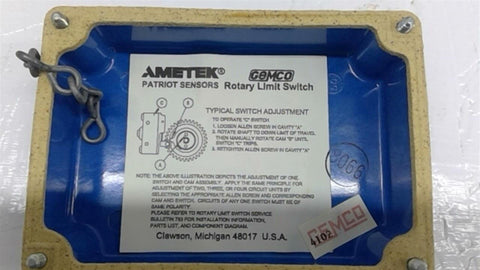 AMETEK GEMCO
PATRIOT SENSORS Rotary Limit Switch
TYPICAL SWITCH ADJUSTMENT
TO OPERATE "C" SWITCH
1. LOOSEN ALLEN SCREW IN CAVITY "A"
2. ROTATE SHAFT TO DOWN LIMIT OF TRAVEL
THEN MANUALLY ROTATE CAM "B" UNTIL
SWITCH "C" TRIPS.
3. RETIGHTEN ALLEN SCREW IN CAVITY "A"
C
B
A
NOTE: THE ABOVE ILLUSTRATION DEPICTS THE ADJUSTMENT OF ONE
SWITCH AND CAM ASSEMBLY. APPLY THE SAME PRINCIPLE FOR
ADJUSTMENT OF TWO, THREE, OR FOUR CIRCUIT UNITS BY
SELECTING THE APPROPRIATE ALLEN SCREW AND CORRESPONDING
CAM AND SWITCH. CIRCUITS OF ANY ONE SWITCH MUST BE OF
SAME POLARITY.
PLEASE REFER TO ROTARY LIMIT SWITCH SERVICE
BULLETIN FOR FURTHER INSTALLATION INFORMATION,
PARTS LIST, AND COMPONENT DIAGRAM.
Clawson, Michigan 48017 U.S.A.
GEMCO
4102